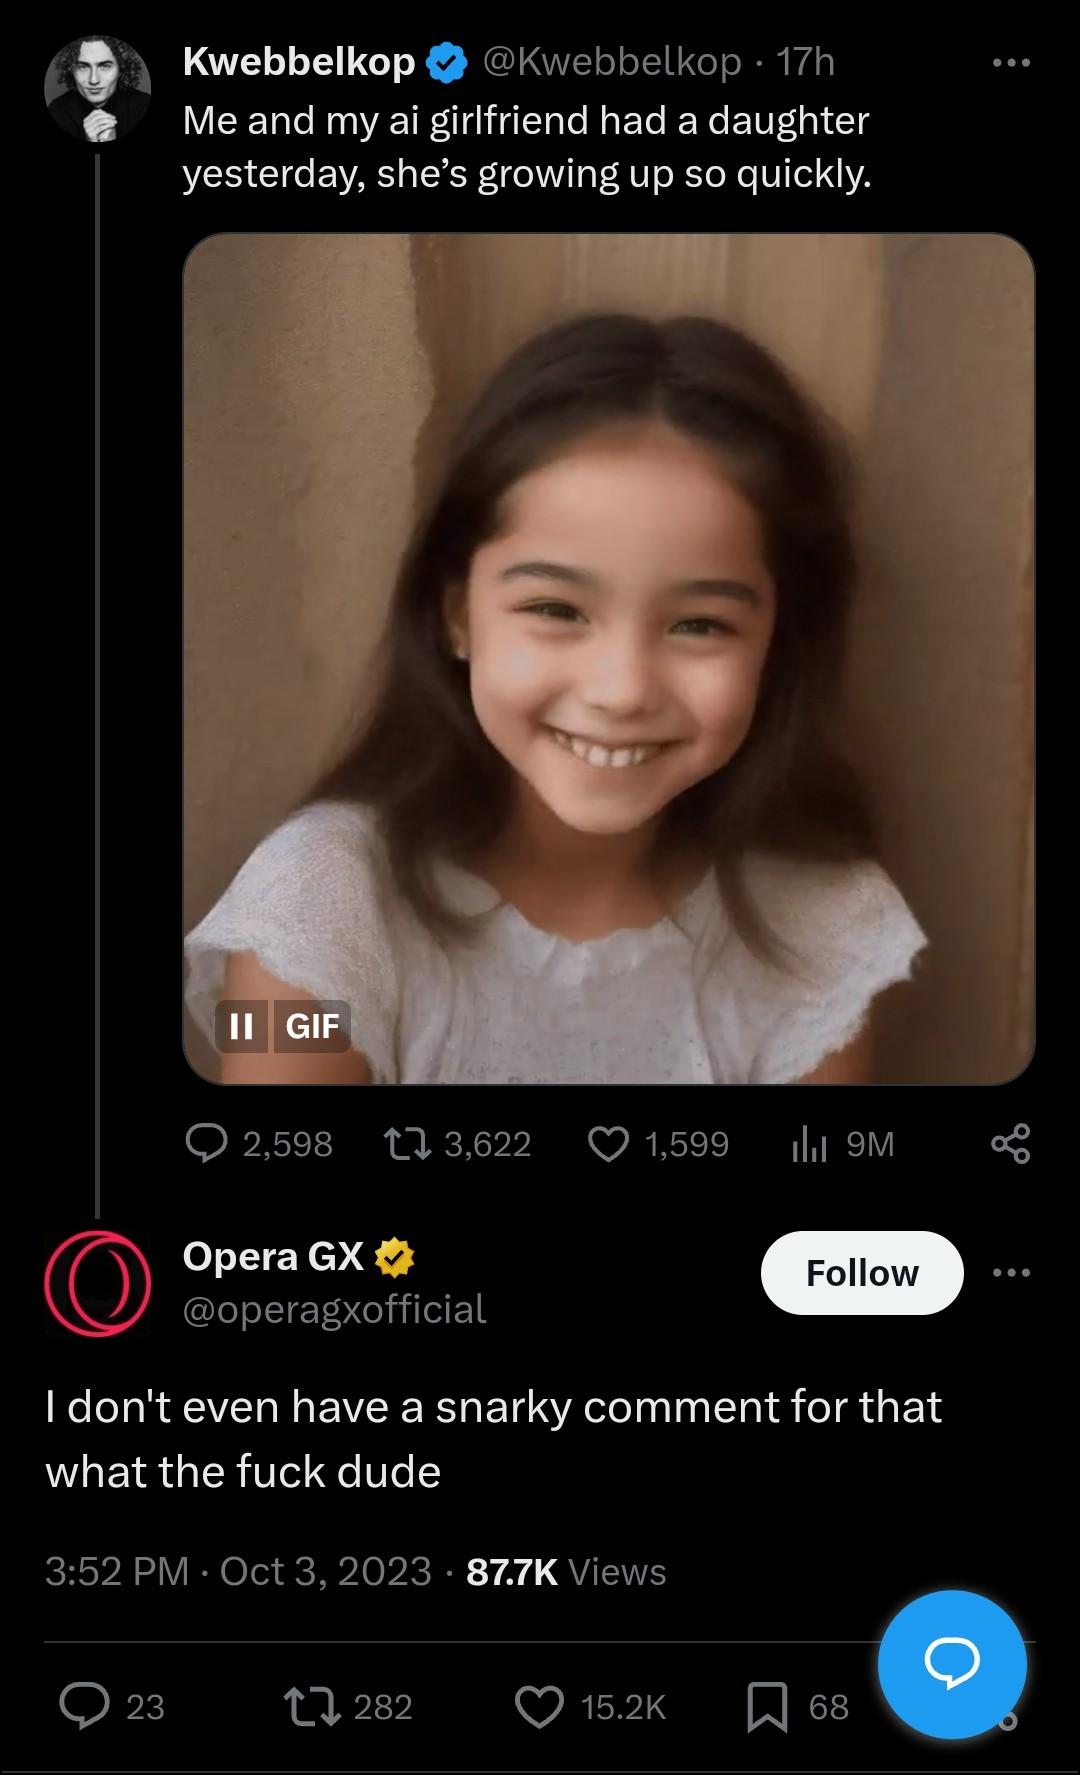 Kwebbelkop @Kwebbelkop · 17h
Me and my ai girlfriend had a daughter
yesterday, she’s growing up so quickly.
GIF
2,598 3,622 1,599 9M
Opera GX
Follow
@operagxofficial
I don't even have a snarky comment for that
what the fuck dude
3:52 PM · Oct 3, 2023 · 87.7K Views
23 282 15.2K 68